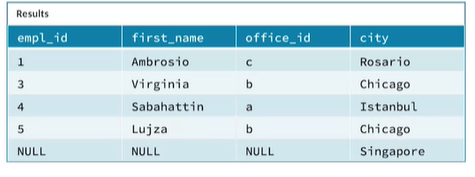 Results
empl_id first_name office_id city
1 Ambrosio c Rosario
3 Virginia b Chicago
4 Sabahattin a Istanbul
5 Lujza b Chicago
NULL NULL NULL Singapore